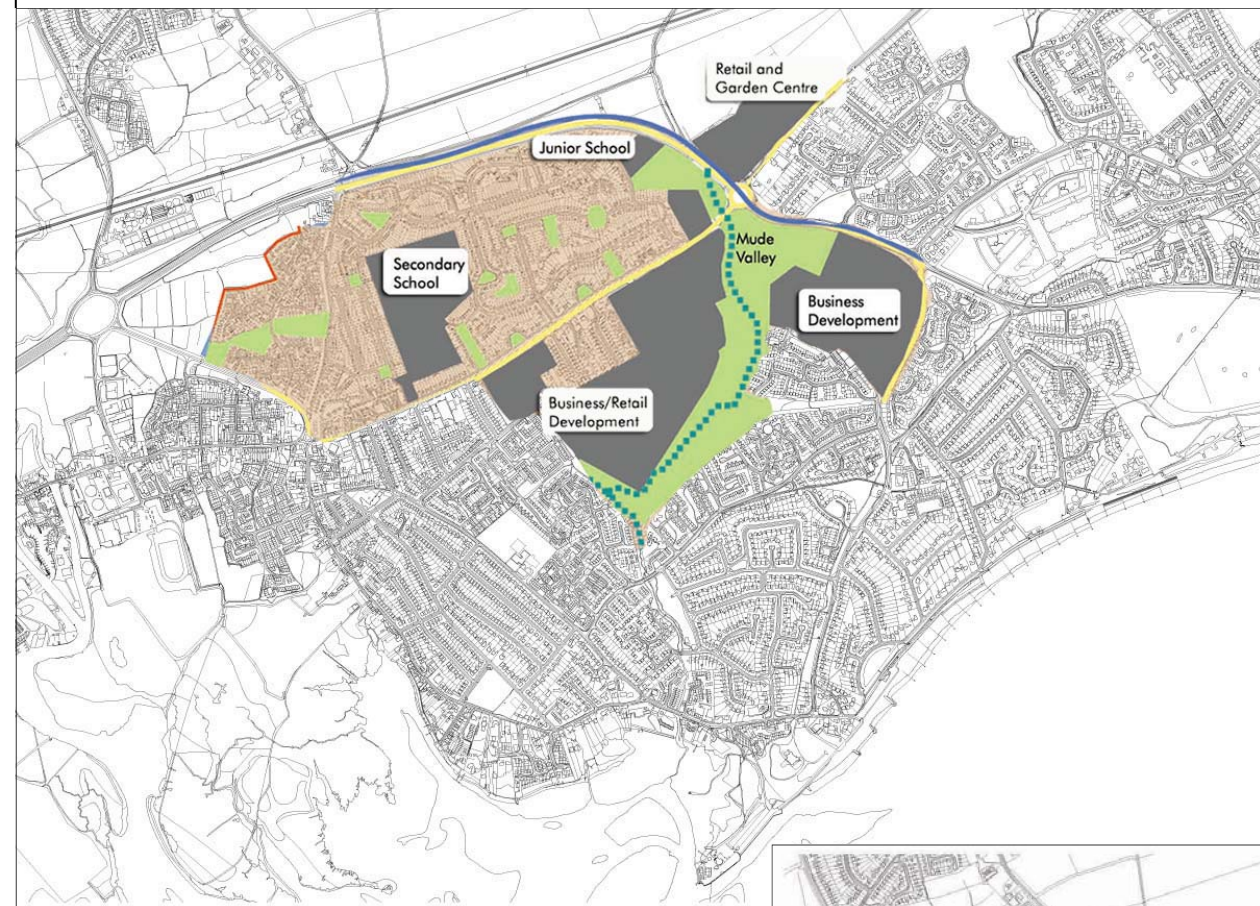 Retail and
Garden Centre
Junior School
Mude
Valley
Secondary
School
Business
Development
Business/Retail
Development